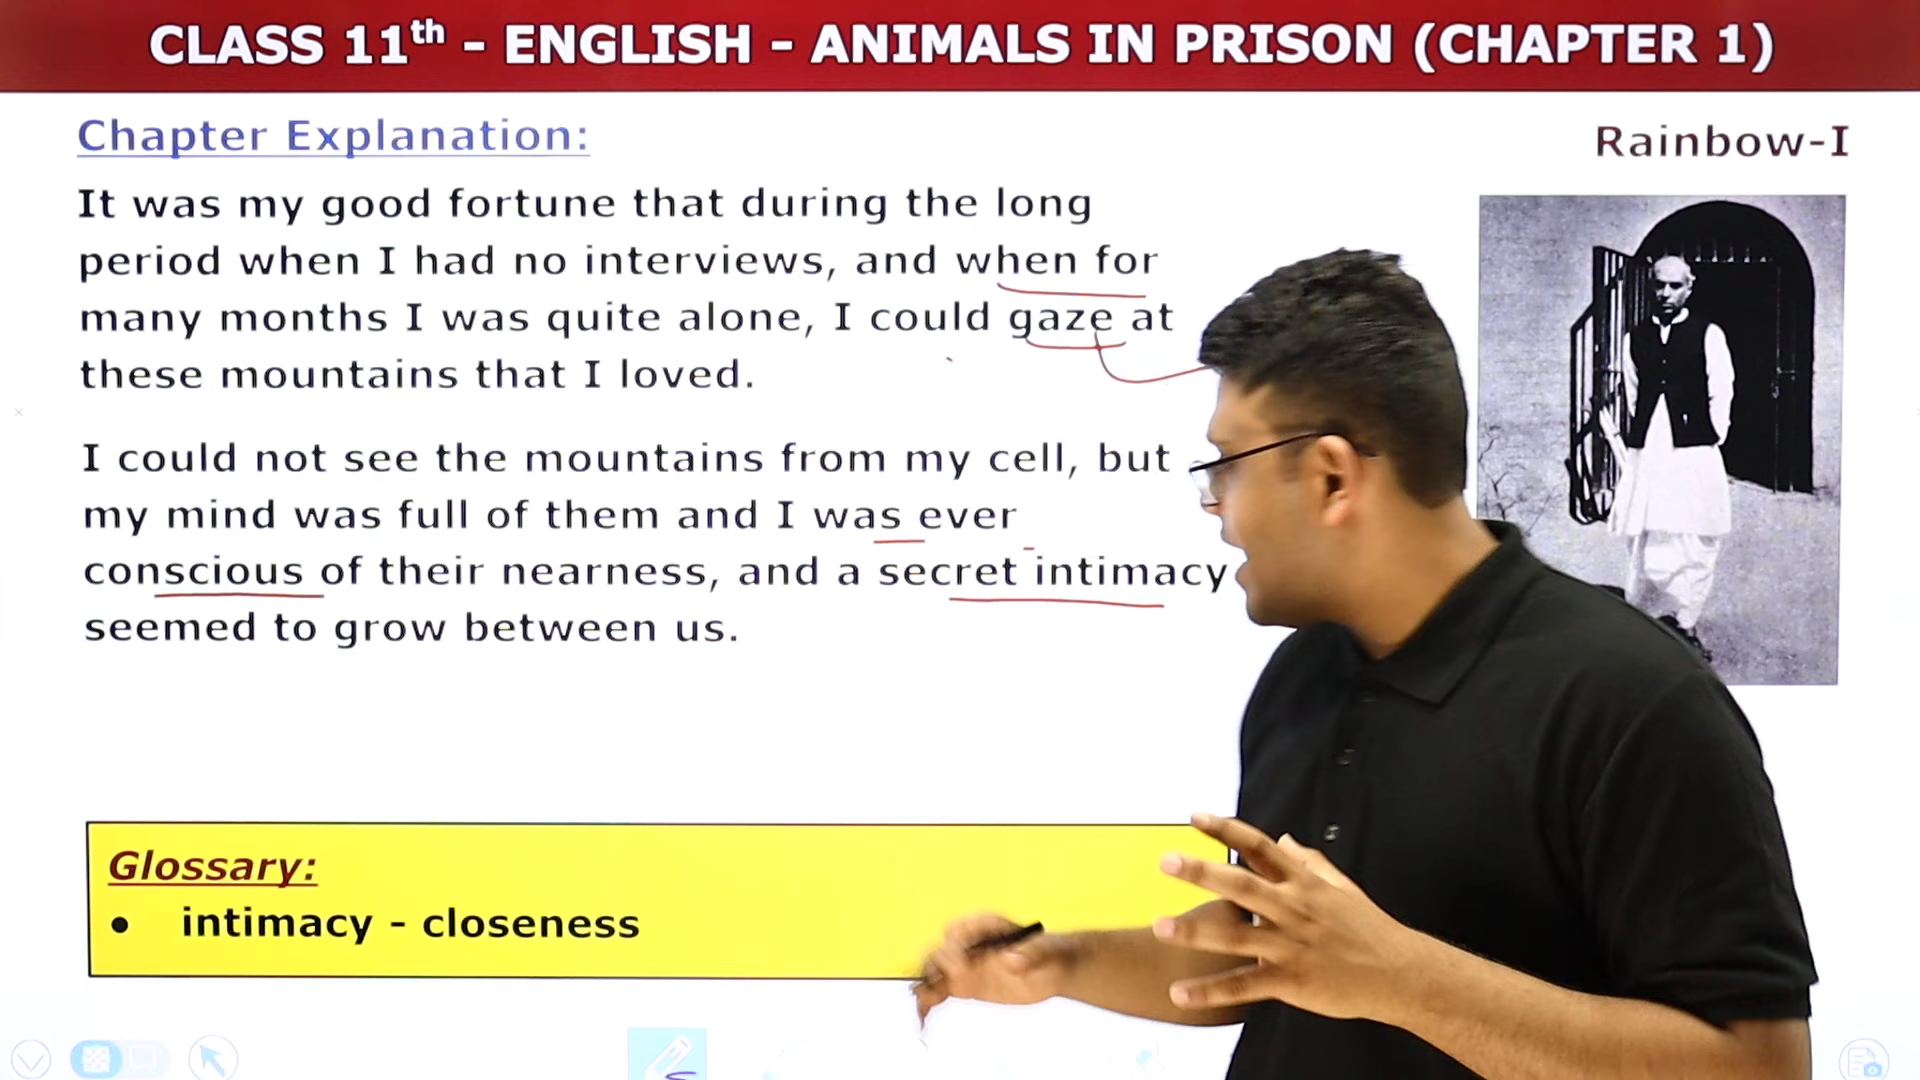 CLASS 11th - ENGLISH - ANIMALS IN PRISON (CHAPTER 1)
Chapter Explanation:
Rainbow-I
It was my good fortune that during the long
period when I had no interviews, and when for
many months I was quite alone, I could gaze at
these mountains that I loved.
I could not see the mountains from my cell, but
my mind was full of them and I was ever
conscious of their nearness, and a secret intimacy
seemed to grow between us.
Glossary:
● intimacy - closeness